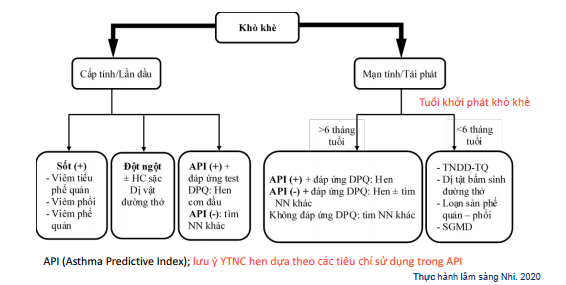 Khò khè
Cấp tính/Lần đầu
Mạn tính/Tái phát
Tuổi khởi phát khò khè
>6 tháng
tuổi
<6 tháng
tuổi
Sốt (+)
- Viêm tiểu
phế quản
- Viêm phổi
- Viêm phế
quản
Đột ngột
± HC sặc
Dị vật
đường thở
API (+) +
đáp ứng test
DPQ: Hen
cơn đầu
API (-): tìm
NN khác
API (+) + đáp ứng DPQ: Hen
API (-) + đáp ứng DPQ: Hen ± tìm
NN khác
Không đáp ứng DPQ: tìm NN khác
- TNDD-TQ
- Dị tật bẩm sinh
đường thở
- Loạn sản phế
quản – phổi
- SGMD
API (Asthma Predictive Index); lưu ý YTNC hen dựa theo các tiêu chí sử dụng trong API
Thực hành lâm sàng Nhi. 2020